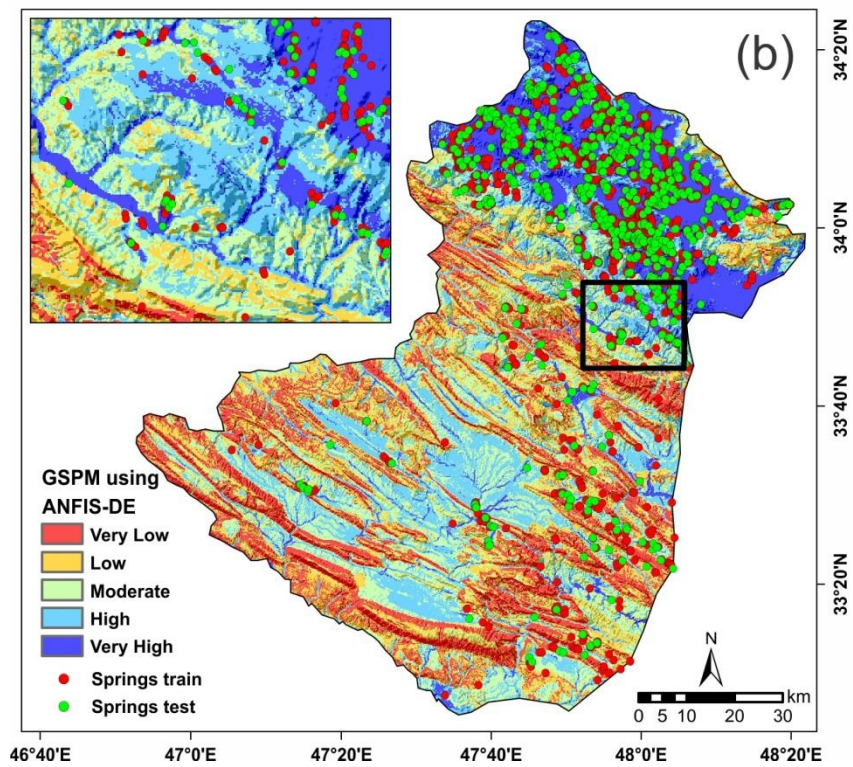 (b)
34°20'N
34°0'N
33°40'N
33°20'N
GSPM using
ANFIS-DE
Very Low
Low
Moderate
High
Very High
Springs train
Springs test
N
km
0 5 10 20 30
46°40'E 47°0'E 47°20'E 47°40'E 48°0'E 48°20'E